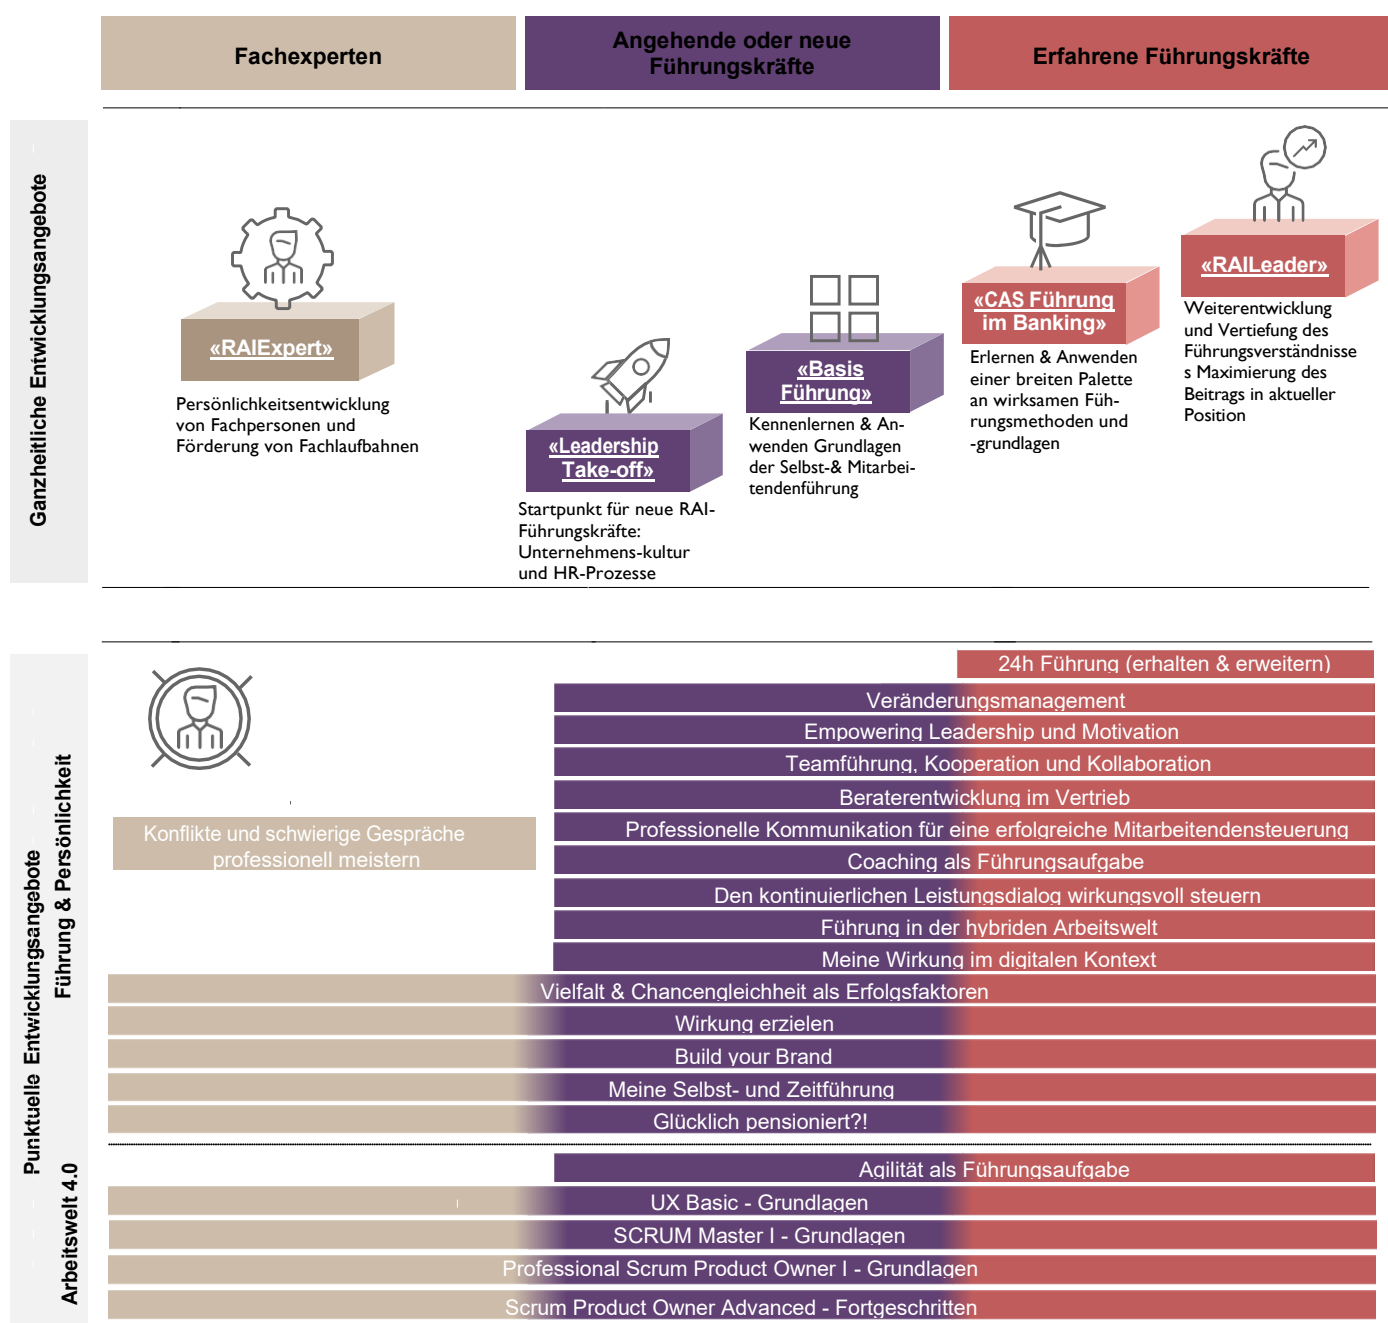 Fachexperten
Angehende oder neue
Führungskräfte
Erfahrene Führungskräfte
Ganzheitliche Entwicklungsangebote
«RAIExpert»
Persönlichkeitsentwicklung
von Fachpersonen und
Förderung von Fachlaufbahnen
«Leadership
Take-off»
Startpunkt für neue RAI-
Führungskräfte:
Unternehmens-kultur
und HR-Prozesse
«Basis
Führung»
Kennenlernen & An-
wenden Grundlagen
der Selbst-& Mitarbei-
tendenführung
«CAS Führung
im Banking»
Erlernen & Anwenden
einer breiten Palette
an wirksamen Füh-
rungsmethoden und
-grundlagen
«RAILeader»
Weiterentwicklung
und Vertiefung des
Führungsverständnisse
s Maximierung des
Beitrags in aktueller
Position
Punktuelle Entwicklungsangebote
Führung & Persönlichkeit
24h Führung (erhalten & erweitern)
Veränderungsmanagement
Empowering Leadership und Motivation
Teamführung, Kooperation und Kollaboration
Beraterentwicklung im Vertrieb
Konflikte und schwierige Gespräche
professionell meistern
Professionelle Kommunikation für eine erfolgreiche Mitarbeitendensteuerung
Coaching als Führungsaufgabe
Den kontinuierlichen Leistungsdialog wirkungsvoll steuern
Führung in der hybriden Arbeitswelt
Meine Wirkung im digitalen Kontext
Vielfalt & Chancengleichheit als Erfolgsfaktoren
Wirkung erzielen
Build your Brand
Meine Selbst- und Zeitführung
Glücklich pensioniert?!
Arbeitswelt 4.0
Agilität als Führungsaufgabe
UX Basic - Grundlagen
SCRUM Master I - Grundlagen
Professional Scrum Product Owner I - Grundlagen
Scrum Product Owner Advanced - Fortgeschritten